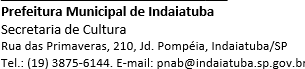 Prefeitura Municipal de Indaiatuba
Secretaria de Cultura
Rua das Primaveras, 210, Jd. Pompéia, Indaiatuba/SP
Tel.: (19) 3875-6144. E-mail: pnab@indaiatuba.sp.gov.br